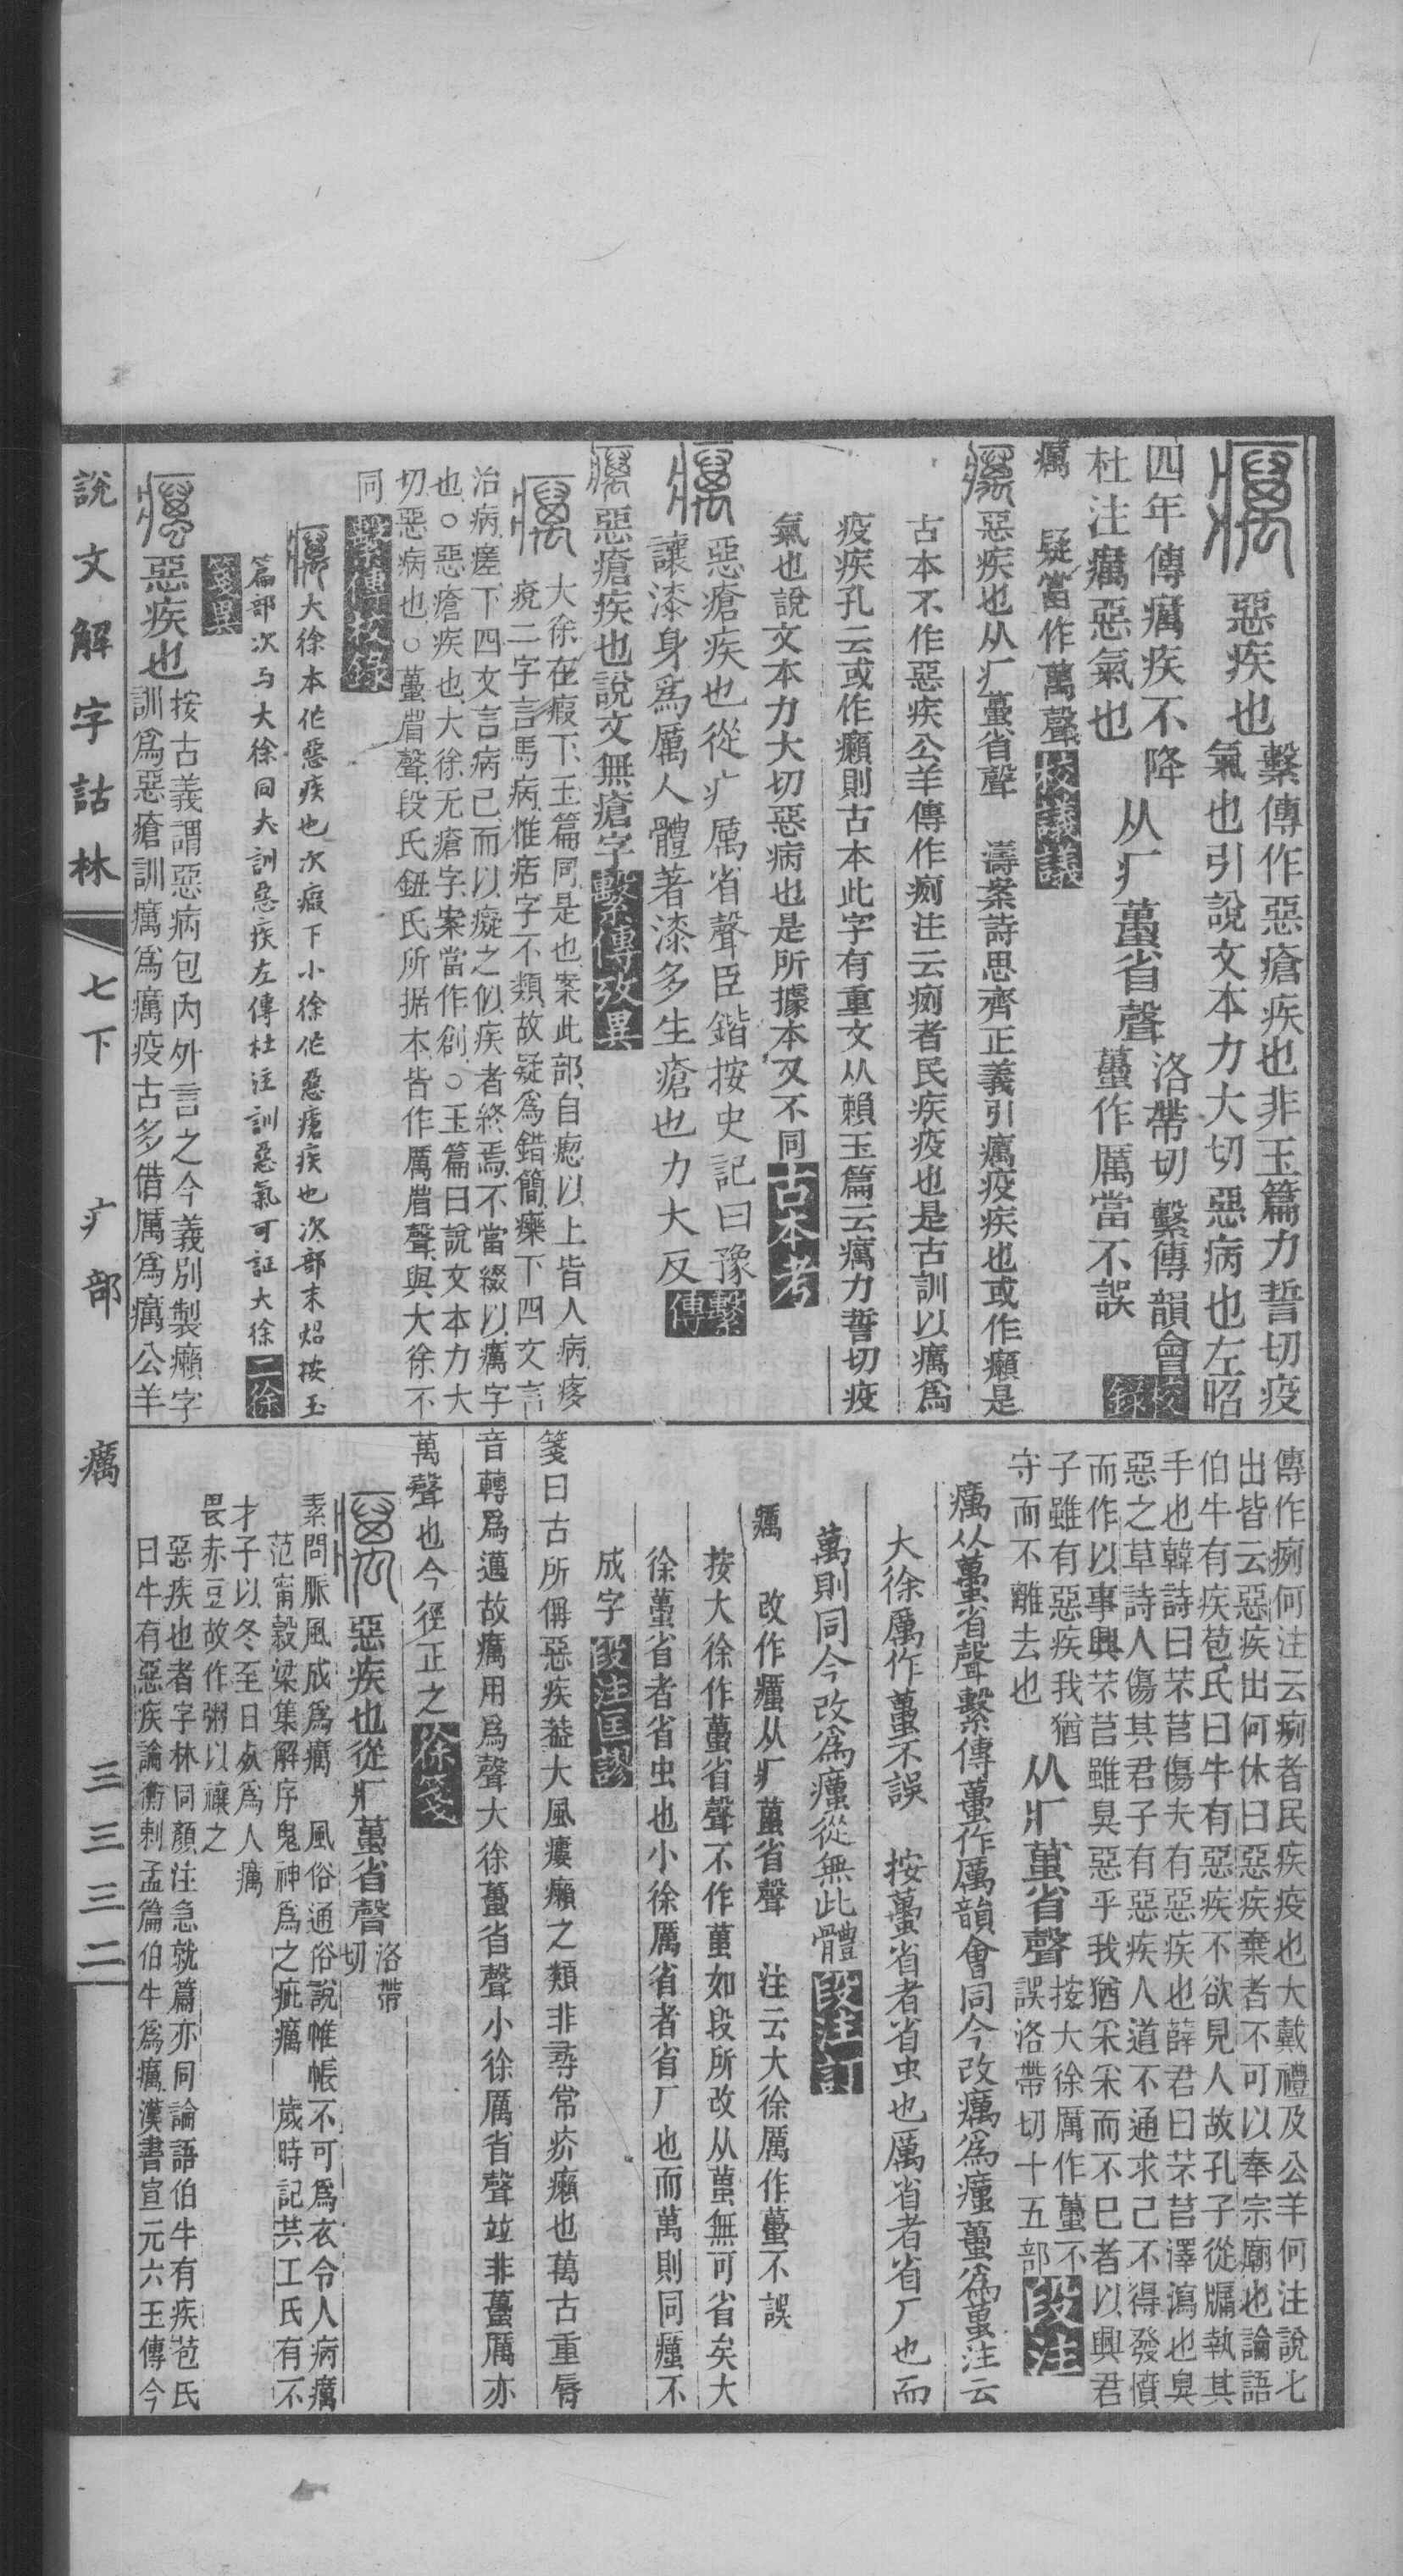 癘 惡疾也 繫傳作惡瘡疾也非玉篇力誓切疫
氣也引說文本力大切惡病也左昭
四年傳癘疾不降
杜注癘惡氣也 从疒蠆省聲 洛帶切 繫傳韻會
蠆作厲當不誤 校錄
癘 疑當作萬聲 校議議
癘惡疾也从疒蠆省聲 濤案詩思齊正義引癘疫疾也或作癩是
古本不作惡疾公羊傳作㾐注云㾐者民疾疫也是古訓以癘爲
疫疾孔云或作癩則古本此字有重文从賴玉篇云癘力誓切疫
氣也說文本力大切惡病也是所據本又不同 古本考
癘 惡瘡疾也從疒厲省聲臣鍇按史記曰豫
讓漆身爲厲人體著漆多生瘡也力大反 繫傳
癘惡瘡疾也說文無瘡字 繫傳攷異
癘 大徐在瘕下玉篇同是也案此部自瘛以上皆人病痑
㾊二字言馬病惟㾧字不類故疑爲錯簡㿋下四文言
治病瘥下四文言病已而以癡之似疾者終焉不當綴以癘字
也○惡瘡疾也大徐无瘡字案當作創○玉篇曰說文本力大
切惡病也○蠆省聲段氏鈕氏所据本皆作厲省聲與大徐不
同 繫傳校錄
癘大徐本作惡疾也次瘕下小徐作惡瘡疾也次部末炤按玉
篇部次与大徐同大訓惡疾左傳杜注訓惡氣可証大徐 二徐
箋異
癘 惡疾也 按古義謂惡病包內外言之今義別製癩字
訓爲惡瘡訓癘爲癘疫古多借厲爲癘公羊
傳作㾐何注云㾐者民疾疫也大戴禮及公羊何注說七
出皆云惡疾出何休曰惡疾棄者不可以奉宗廟也論語
伯牛有疾苞氏曰牛有惡疾不欲見人故孔子從牖執其
手也韓詩曰芣苢傷夫有惡疾也薛君曰芣苢澤瀉也臭
惡之草詩人傷其君子有惡疾人道不通求己不得發憤
而作以事興芣苢雖臭惡乎我猶采采而不已者以興君
子雖有惡疾我猶
守而不離去也 从疒蠆省聲 按大徐厲作蠆不
誤洛帶切十五部 段注
癘从蠆省聲繫傳蠆作厲韻會同今改癘爲㿒蠆爲䘍注云
大徐厲作蠆不誤 按蠆省者省虫也厲省者省厂也而
萬則同今改爲㿒從無此體 段注訂
癘 改作㿒从疒䘍省聲 注云大徐厲作蠆不誤
按大徐作蠆省聲不作䘍如段所改从䘍無可省矣大
徐蠆省者省虫也小徐厲省者省厂也而萬則同㿒不
成字 段注匡謬
箋曰古所偁惡疾葢大風瘻癩之類非尋常疥癩也萬古重脣
音轉爲邁故癘用爲聲大徐蠆省聲小徐厲省聲竝非蠆厲亦
萬聲也今徑正之 徐箋
癘 惡疾也從疒蠆省聲 洛帶
切
素問脈風成爲癘 風俗通俗說帷帳不可爲衣令人病癘
范甯穀梁集解序鬼神爲之疵癘 歲時記共工氏有不
才子以冬至日歿爲人癘
畏赤豆故作粥以禳之
惡疾也者字林同顏注急就篇亦同論語伯牛有疾苞氏
曰牛有惡疾論衡刺孟篇伯牛爲癘漢書宣元六王傳今
說文解字詁林 七下 疒部 癘 三三三二